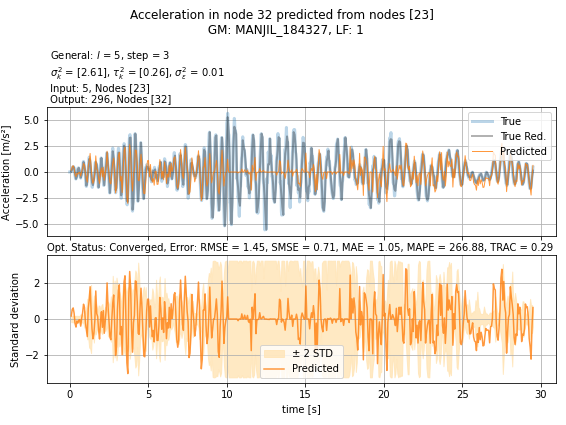 Acceleration in node 32 predicted from nodes [23]
GM: MANJIL_184327, LF: 1
General: l = 5, step = 3
σ²ₖ = [2.61], τ²ₖ = [0.26], σ²ε = 0.01
Input: 5, Nodes [23]
Output: 296, Nodes [32]
Acceleration [m/s²]
5.0
2.5
0.0
−2.5
−5.0
True
True Red.
Predicted
Opt. Status: Converged, Error: RMSE = 1.45, SMSE = 0.71, MAE = 1.05, MAPE = 266.88, TRAC = 0.29
Standard deviation
2
0
−2
± 2 STD
Predicted
0 5 10 15 20 25 30
time [s]